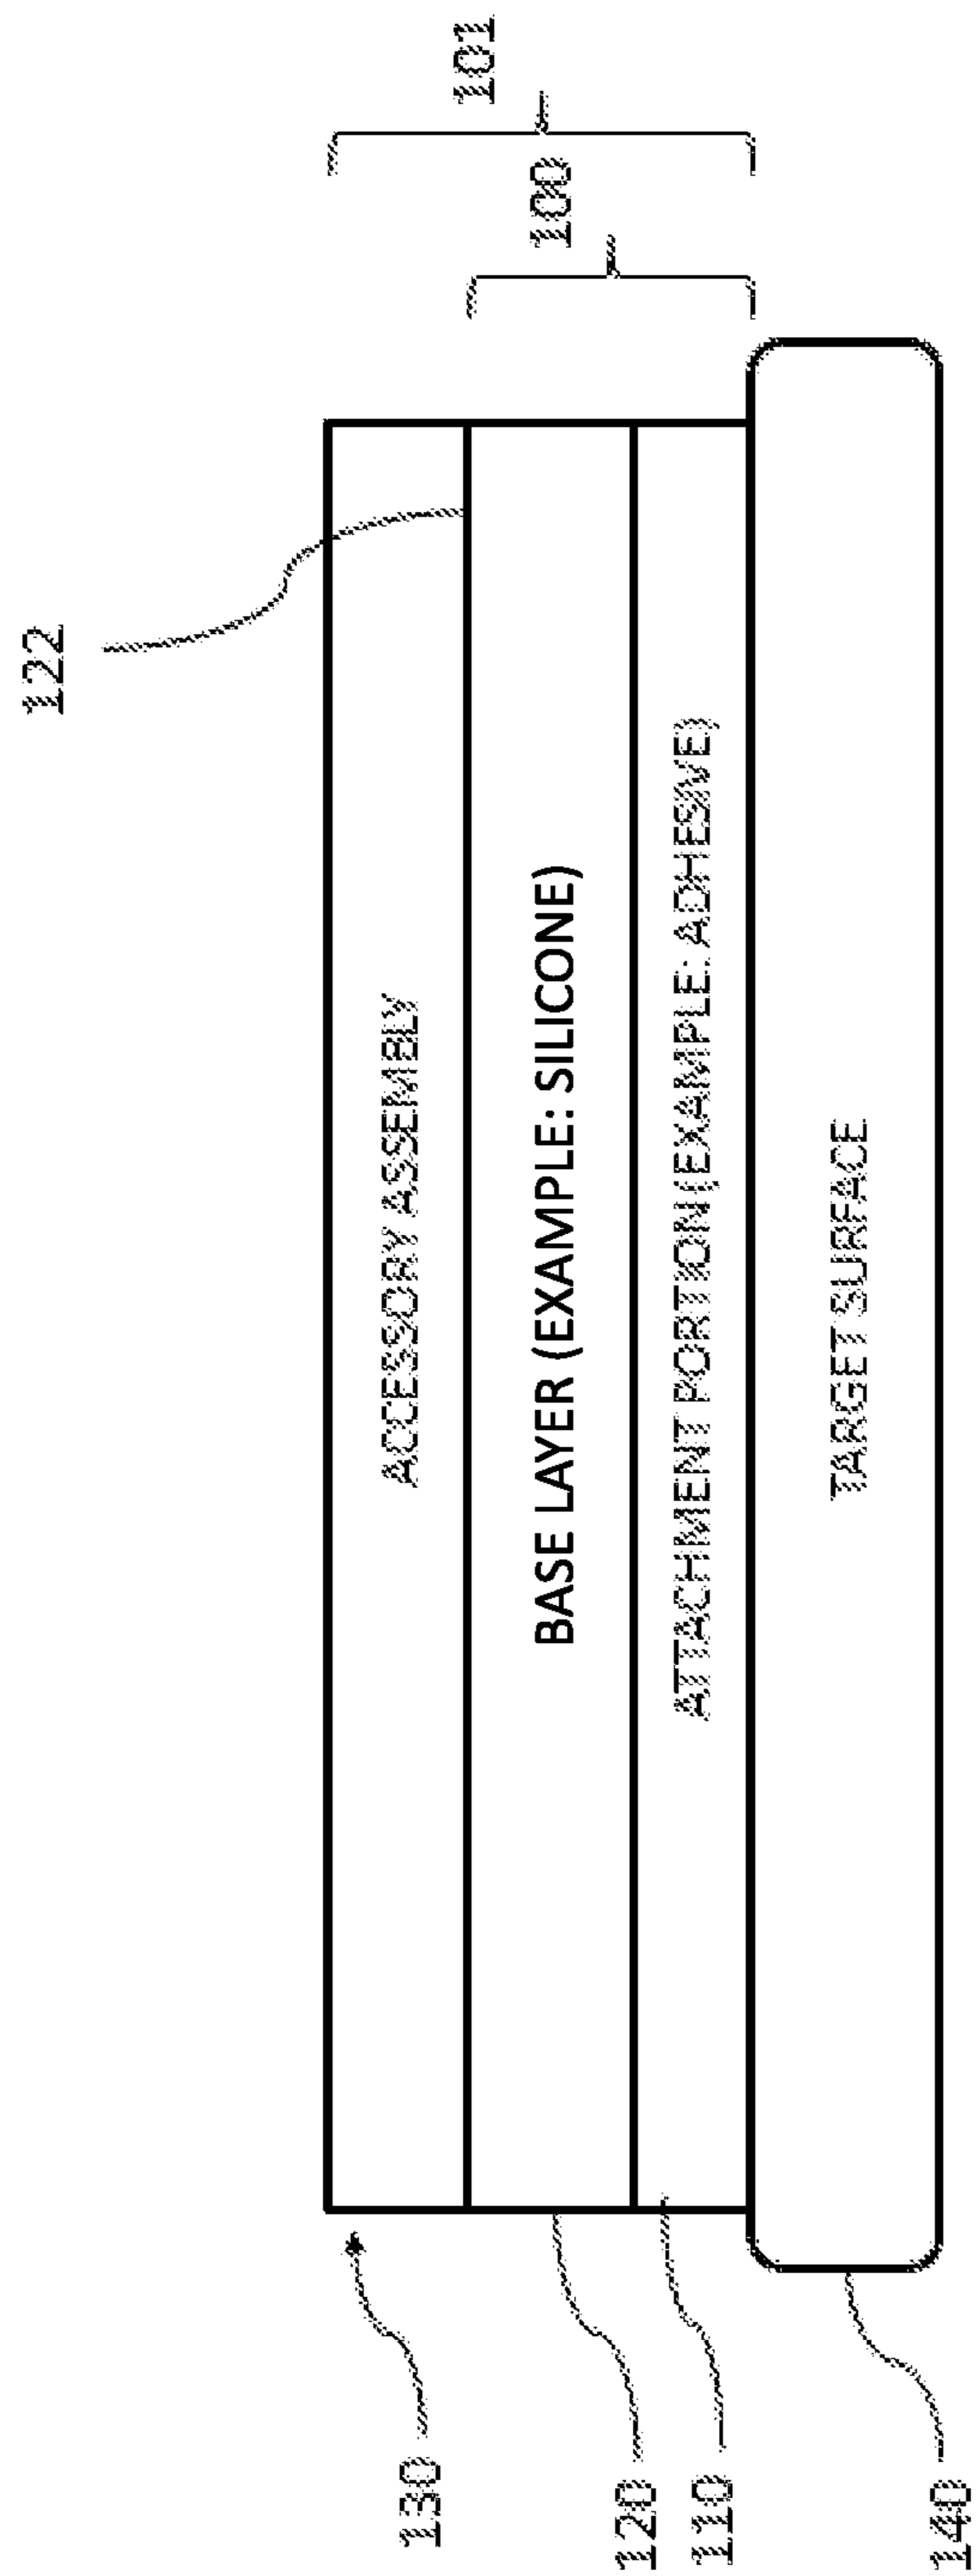 122
101
100
130
ACCESSORY ASSEMBLY
120
BASE LAYER (EXAMPLE: SILICONE)
110
ATTACHMENT PORTION (EXAMPLE: ADHESIVE)
140
TARGET SURFACE